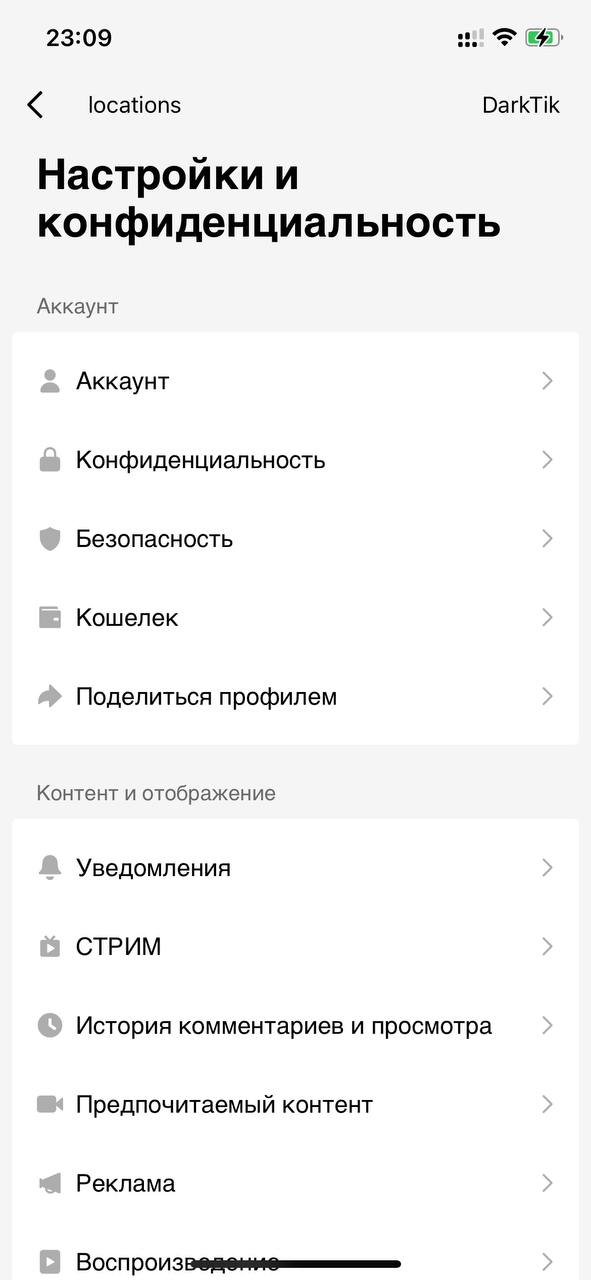 23:09
locations DarkTik
Настройки и
конфиденциальность
Аккаунт
Аккаунт
Конфиденциальность
Безопасность
Кошелек
Поделиться профилем
Контент и отображение
Уведомления
СТРИМ
История комментариев и просмотра
Предпочитаемый контент
Реклама
Воспроизведение